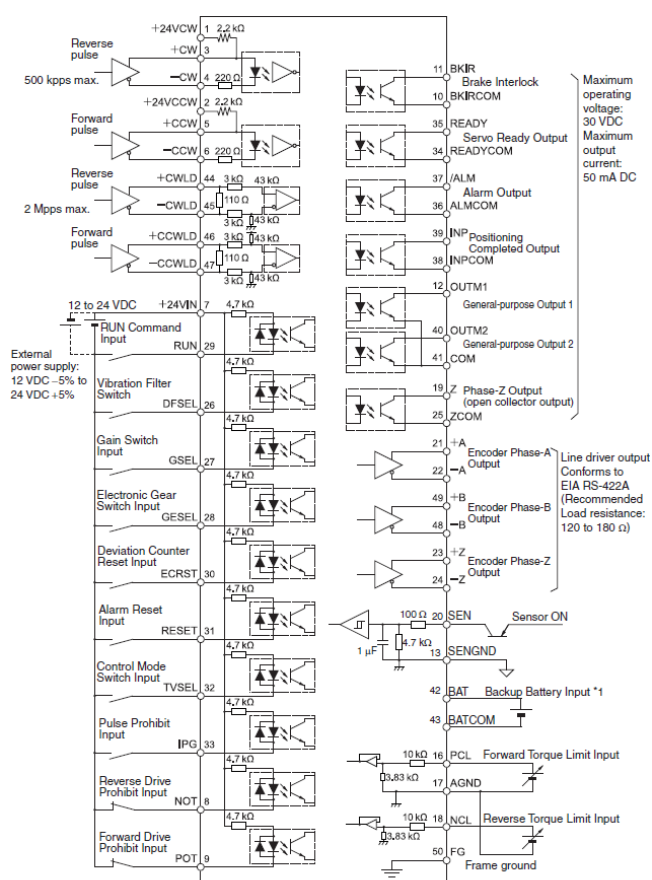 +24VCW 1 2.2 kΩ
Reverse pulse
+CW 3
500 kpps max.
−CW 4 220 Ω
+24VCCW 2 2.2 kΩ
Forward pulse
+CCW 5
−CCW 6 220 Ω
Reverse pulse
+CWLD 44 3 kΩ 43 kΩ
110 Ω
2 Mpps max.
−CWLD 45
3 kΩ 43 kΩ
Forward pulse
+CCWLD 46 3 kΩ 43 kΩ
110 Ω
−CCWLD 47
3 kΩ 43 kΩ
12 to 24 VDC
+24VIN 7 4.7 kΩ
RUN Command Input
RUN 29
External power supply:
12 VDC −5% to
24 VDC +5%
4.7 kΩ
Vibration Filter Switch
DFSEL 26
4.7 kΩ
Gain Switch Input
GSEL 27
4.7 kΩ
Electronic Gear Switch Input
GESEL 28
4.7 kΩ
Deviation Counter Reset Input
ECRST 30
4.7 kΩ
Alarm Reset Input
RESET 31
4.7 kΩ
Control Mode Switch Input
TVSEL 32
4.7 kΩ
Pulse Prohibit Input
IPG 33
4.7 kΩ
Reverse Drive Prohibit Input
NOT 8
4.7 kΩ
Forward Drive Prohibit Input
POT 9
11 BKIR
Brake Interlock
10 BKIRCOM
35 READY
Servo Ready Output
34 READYCOM
37 /ALM
Alarm Output
36 ALMCOM
39 INP
Positioning Completed Output
38 INPCOM
12 OUTM1
General-purpose Output 1
40 OUTM2
General-purpose Output 2
41 COM
19 Z
Phase-Z Output
(open collector output)
25 ZCOM
Maximum operating voltage:
30 VDC
Maximum output current:
50 mA DC
21 +A
Encoder Phase-A Output
22 −A
49 +B
Encoder Phase-B Output
48 −B
23 +Z
Encoder Phase-Z Output
24 −Z
Line driver output
Conforms to
EIA RS-422A
(Recommended
Load resistance:
120 to 180 Ω)
100 Ω 20 SEN
Sensor ON
4.7 kΩ
1 µF
13 SENGND
42 BAT
Backup Battery Input *1
43 BATCOM
10 kΩ 16 PCL
Forward Torque Limit Input
3.83 kΩ
17 AGND
10 kΩ 18 NCL
Reverse Torque Limit Input
3.83 kΩ
50 FG
Frame ground